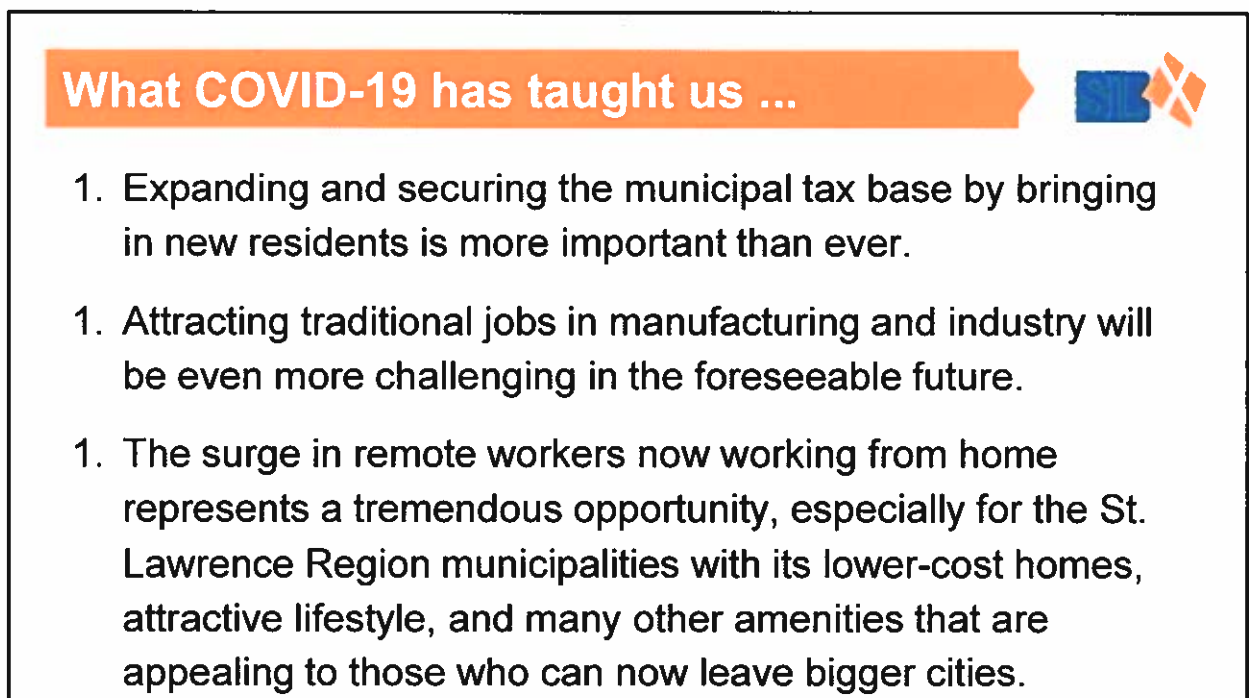 What COVID-19 has taught us ...
1. Expanding and securing the municipal tax base by bringing
in new residents is more important than ever.
1. Attracting traditional jobs in manufacturing and industry will
be even more challenging in the foreseeable future.
1. The surge in remote workers now working from home
represents a tremendous opportunity, especially for the St.
Lawrence Region municipalities with its lower-cost homes,
attractive lifestyle, and many other amenities that are
appealing to those who can now leave bigger cities.